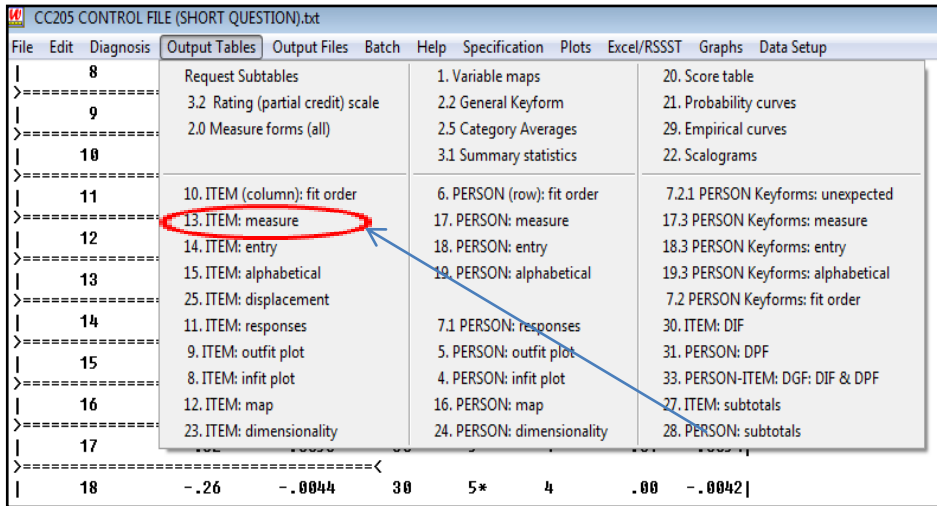 CC205 CONTROL FILE (SHORT QUESTION).txt
File Edit Diagnosis Output Tables Output Files Batch Help Specification Plots Excel/RSSST Graphs Data Setup
| 8 Request Subtables 1. Variable maps 20. Score table
>=============
3.2 Rating (partial credit) scale 2.2 General Keyform 21. Probability curves
| 9
2.0 Measure forms (all) 2.5 Category Averages 29. Empirical curves
>=============
| 10 3.1 Summary statistics 22. Scalograms
>=============
| 11 10. ITEM (column): fit order 6. PERSON (row): fit order 7.2.1 PERSON Keyforms: unexpected
>=============
13. ITEM: measure 17. PERSON: measure 17.3 PERSON Keyforms: measure
| 12 14. ITEM: entry 18. PERSON: entry 18.3 PERSON Keyforms: entry
>=============
| 13 15. ITEM: alphabetical 19. PERSON: alphabetical 19.3 PERSON Keyforms: alphabetical
>=============
25. ITEM: displacement 7.2 PERSON Keyforms: fit order
| 14 11. ITEM: responses 7.1 PERSON: responses 30. ITEM: DIF
>=============
9. ITEM: outfit plot 5. PERSON: outfit plot 31. PERSON: DPF
| 15
>=============
8. ITEM: infit plot 4. PERSON: infit plot 33. PERSON-ITEM: DGF: DIF & DPF
| 16 12. ITEM: map 16. PERSON: map 27. ITEM: subtotals
>=============
23. ITEM: dimensionality 24. PERSON: dimensionality 28. PERSON: subtotals
| 17
>=======================================<
| 18 -.26 -.0044 30 5* 4 .00 -.0042|